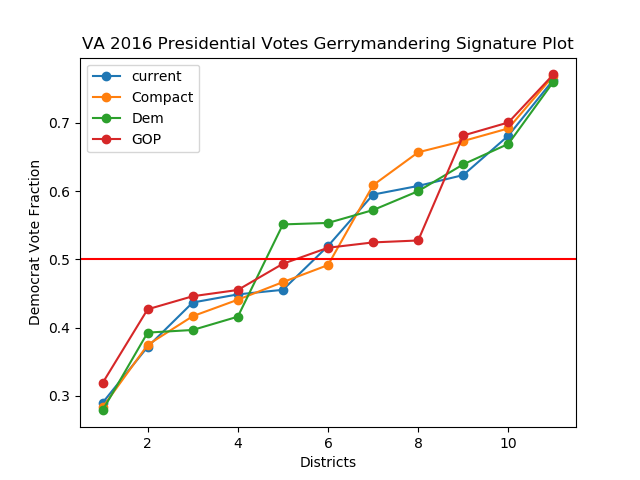 VA 2016 Presidential Votes Gerrymandering Signature Plot
current
Compact
Dem
GOP
0.7
0.6
0.5
0.4
0.3
Democrat Vote Fraction
2 4 6 8 10
Districts